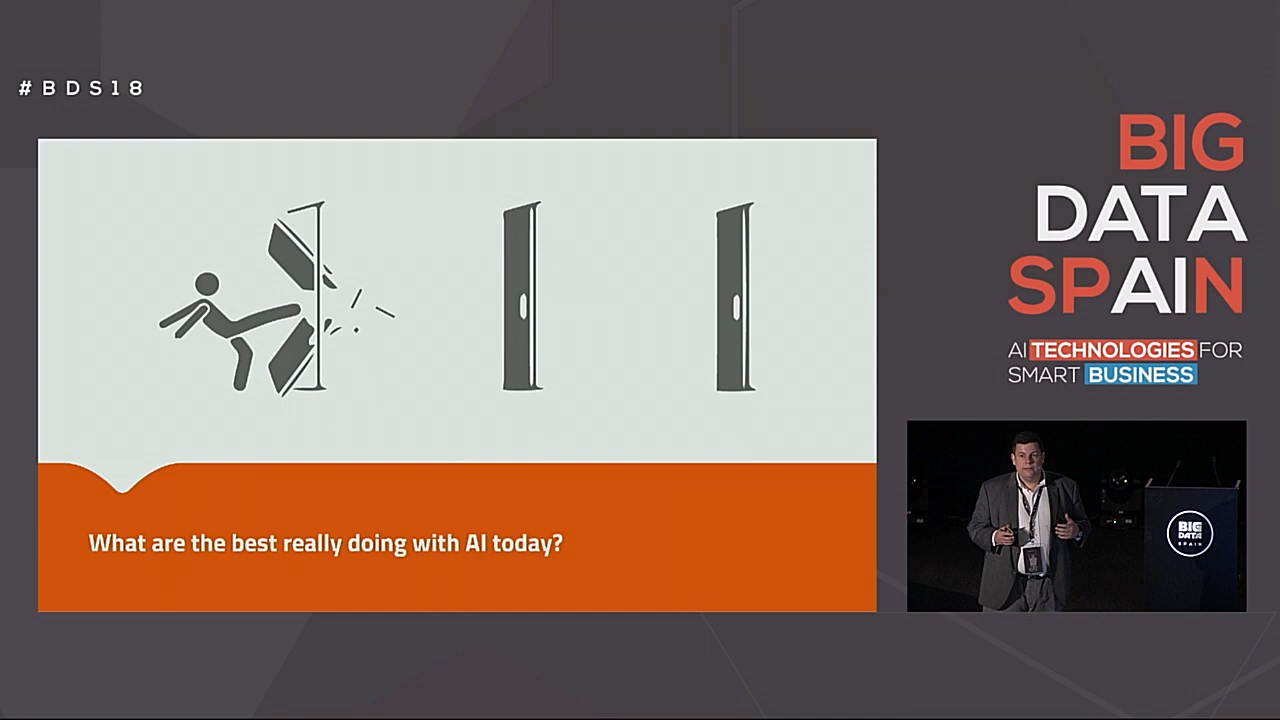 #BDS18
BIG
DATA
SPAIN
AI TECHNOLOGIES FOR
SMART BUSINESS
What are the best really doing with AI today?
BIG
DATA
SPAIN